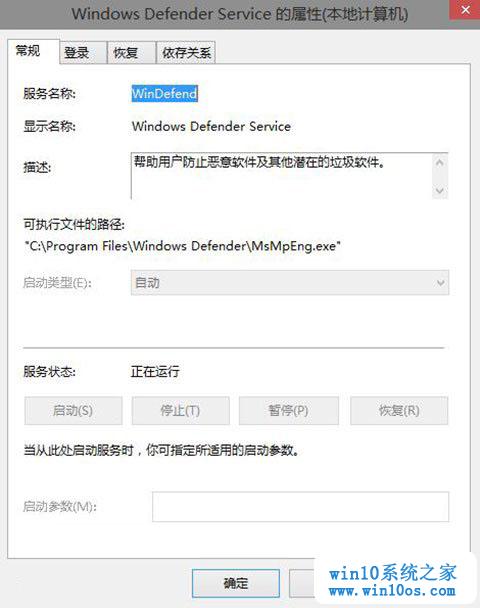 Windows Defender Service 的属性(本地计算机)
常规 登录 恢复 依存关系
服务名称: WinDefend
显示名称: Windows Defender Service
描述: 帮助用户防止恶意软件及其他潜在的垃圾软件。
可执行文件的路径:
"C:\Program Files\Windows Defender\MsMpEng.exe"
启动类型(E): 自动
服务状态: 正在运行
启动(S) 停止(T) 暂停(P) 恢复(R)
当从此处启动服务时，你可指定所适用的启动参数。
启动参数(M):
确定
win10系统之家
www.win10os.com